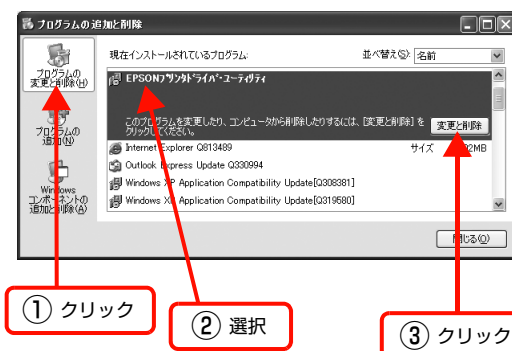 プログラムの追加と削除
現在インストールされているプログラム:
並べ替え(S): 名前
プログラムの
変更と削除(H)
EPSONプリンタドライバ・ユーティリティ
このプログラムを変更したり、コンピュータから削除したりするには、[変更と削除] を
クリックしてください。
変更と削除
プログラムの
追加(N)
Internet Explorer Q813489
サイズ
2MB
Outlook Express Update Q330994
Windows XP Application Compatibility Update[Q308381]
Windows XP Application Compatibility Update[Q319580]
Windows
コンポーネントの
追加と削除(A)
閉じる(O)
① クリック
② 選択
③ クリック